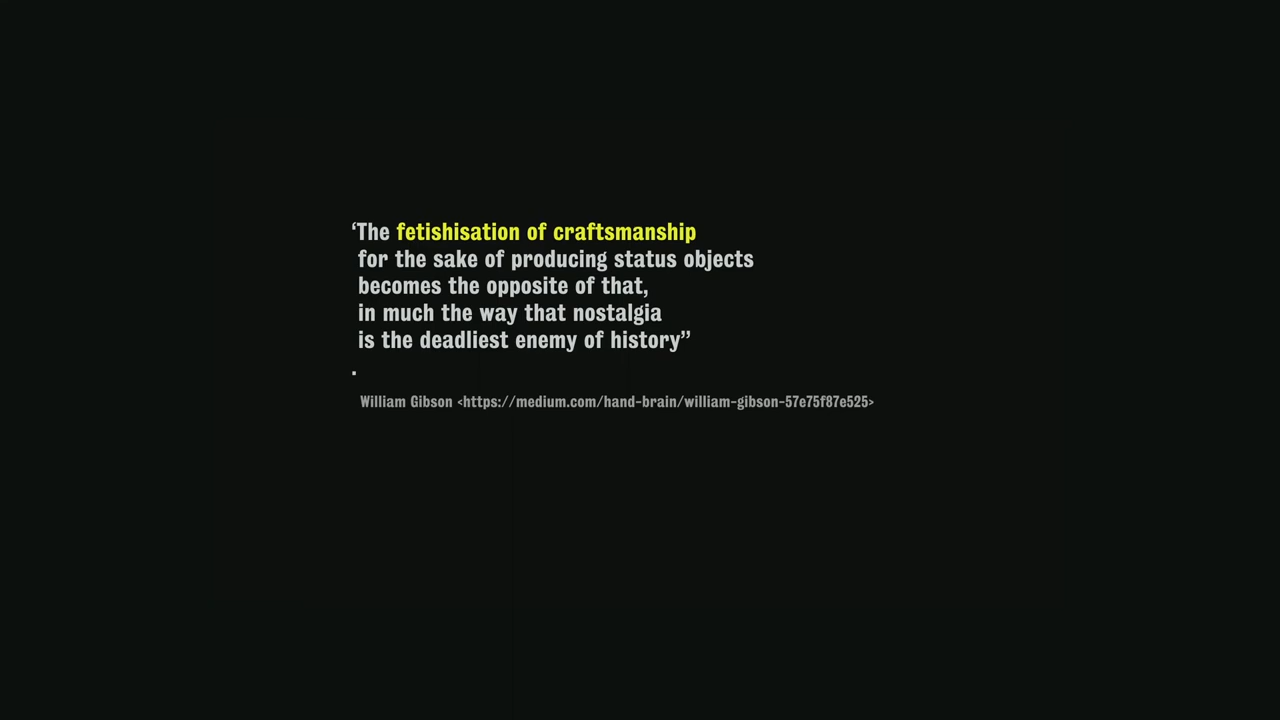 ‘The fetishisation of craftsmanship
for the sake of producing status objects
becomes the opposite of that,
in much the way that nostalgia
is the deadliest enemy of history”
.
William Gibson <https://medium.com/hand-brain/william-gibson-57e75f87e525>